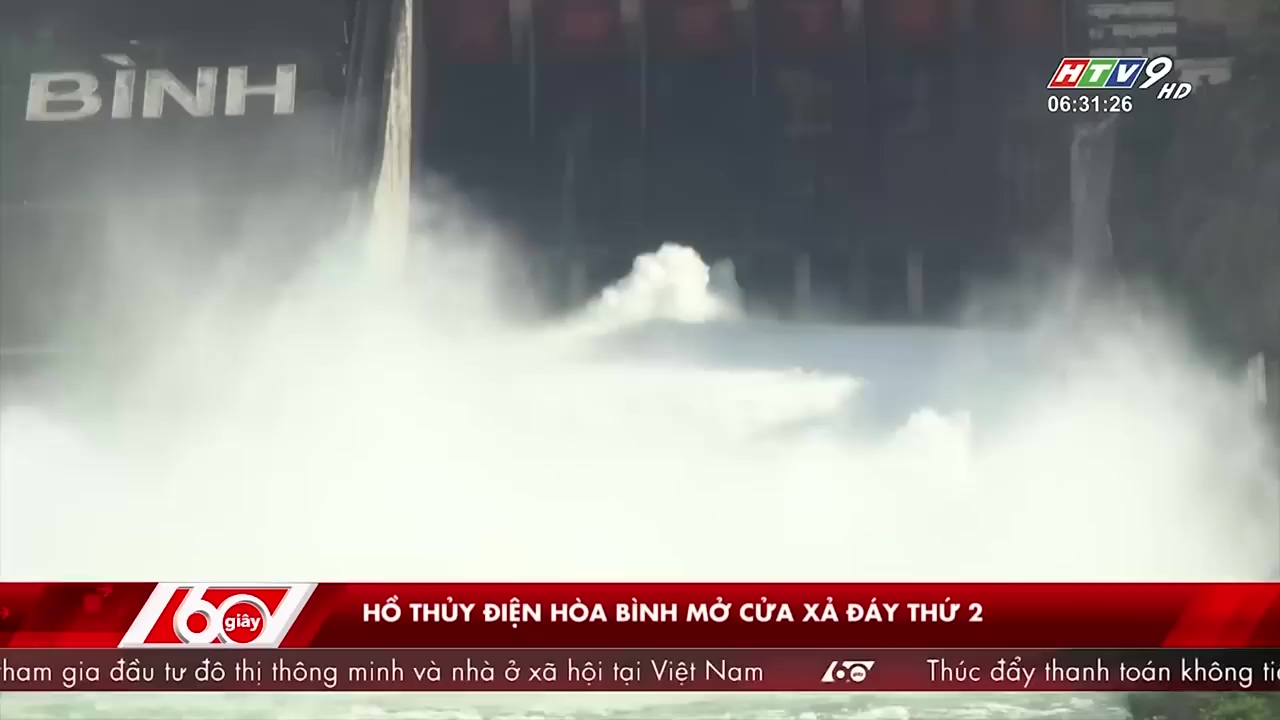 BÌNH
HTV9 HD
06:31:26
60 giây
HỒ THỦY ĐIỆN HÒA BÌNH MỞ CỬA XẢ ĐÁY THỨ 2
tham gia đầu tư đô thị thông minh và nhà ở xã hội tại Việt Nam 60 giây Thúc đẩy thanh toán không